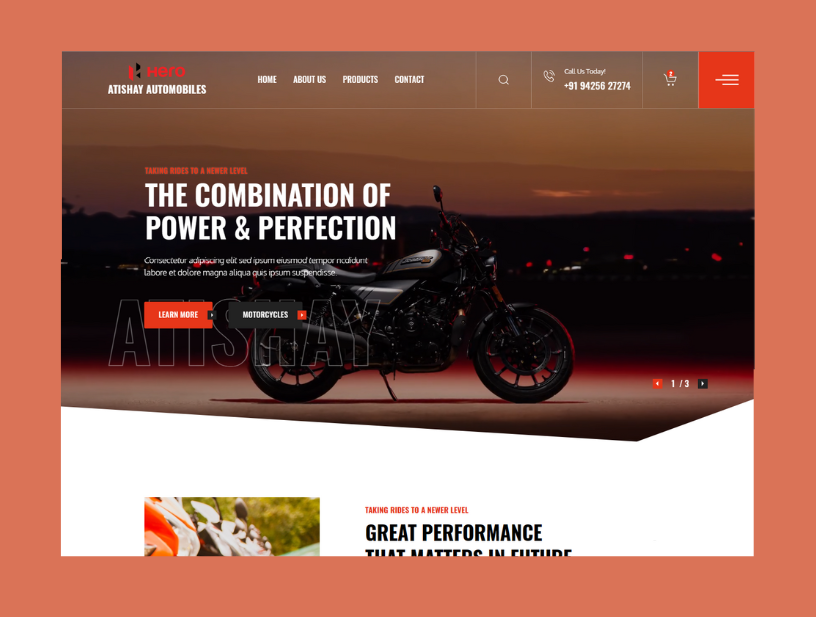 Hero
ATISHAY AUTOMOBILES
HOME ABOUT US PRODUCTS CONTACT
Call Us Today!
+91 94256 27274
2
TAKING RIDES TO A NEWER LEVEL
THE COMBINATION OF
POWER & PERFECTION
Consectetur adipiscing elit sed ipsum eiusmod tempor ncdidunt
labore et dolore magna aliqua quis ipsum suspendisse
ATISHAY
LEARN MORE
MOTORCYCLES
1 / 3
TAKING RIDES TO A NEWER LEVEL
GREAT PERFORMANCE
THAT MATTERS IN FUTURE